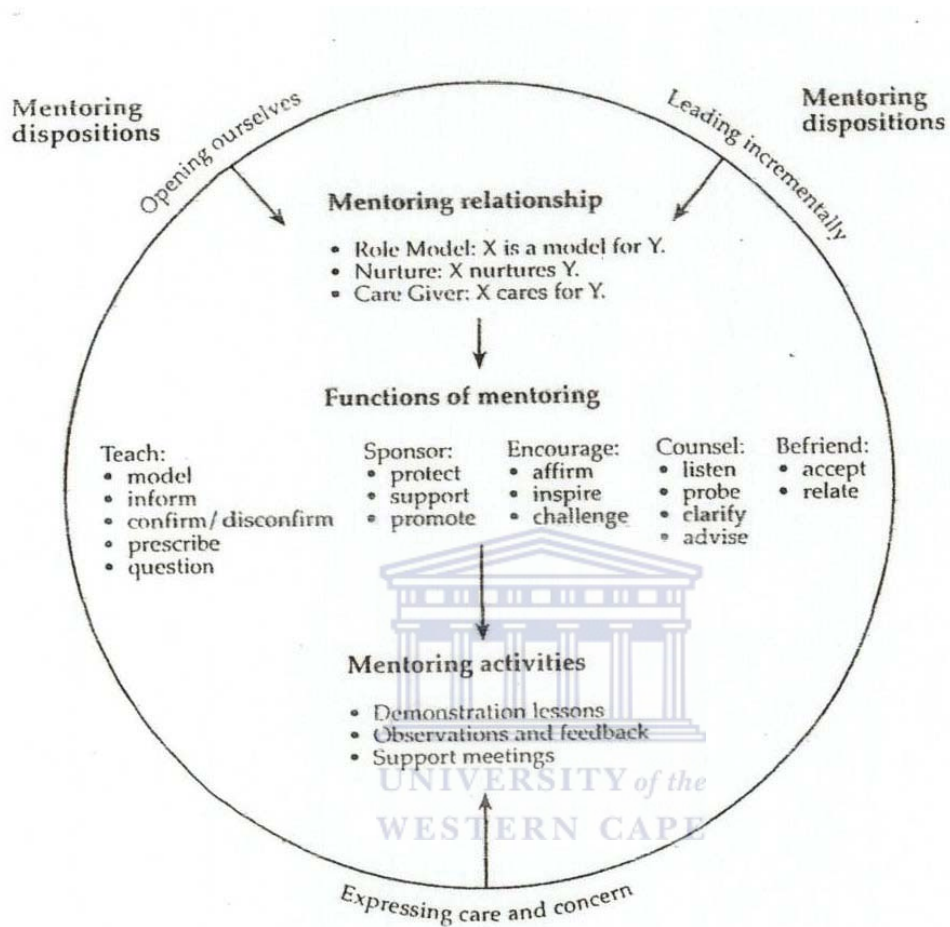 Mentoring
dispositions
Opening ourselves
Leading incrementally
Mentoring
dispositions
Mentoring relationship
• Role Model: X is a model for Y.
• Nurture: X nurtures Y.
• Care Giver: X cares for Y.
Functions of mentoring
Teach:
• model
• inform
• confirm/disconfirm
• prescribe
• question
Sponsor:
• protect
• support
• promote
Encourage:
• affirm
• inspire
• challenge
Counsel:
• listen
• probe
• clarify
• advise
Befriend:
• accept
• relate
Mentoring activities
• Demonstration lessons
• Observations and feedback
• Support meetings
UNIVERSITY of the
WESTERN CAPE
Expressing care and concern